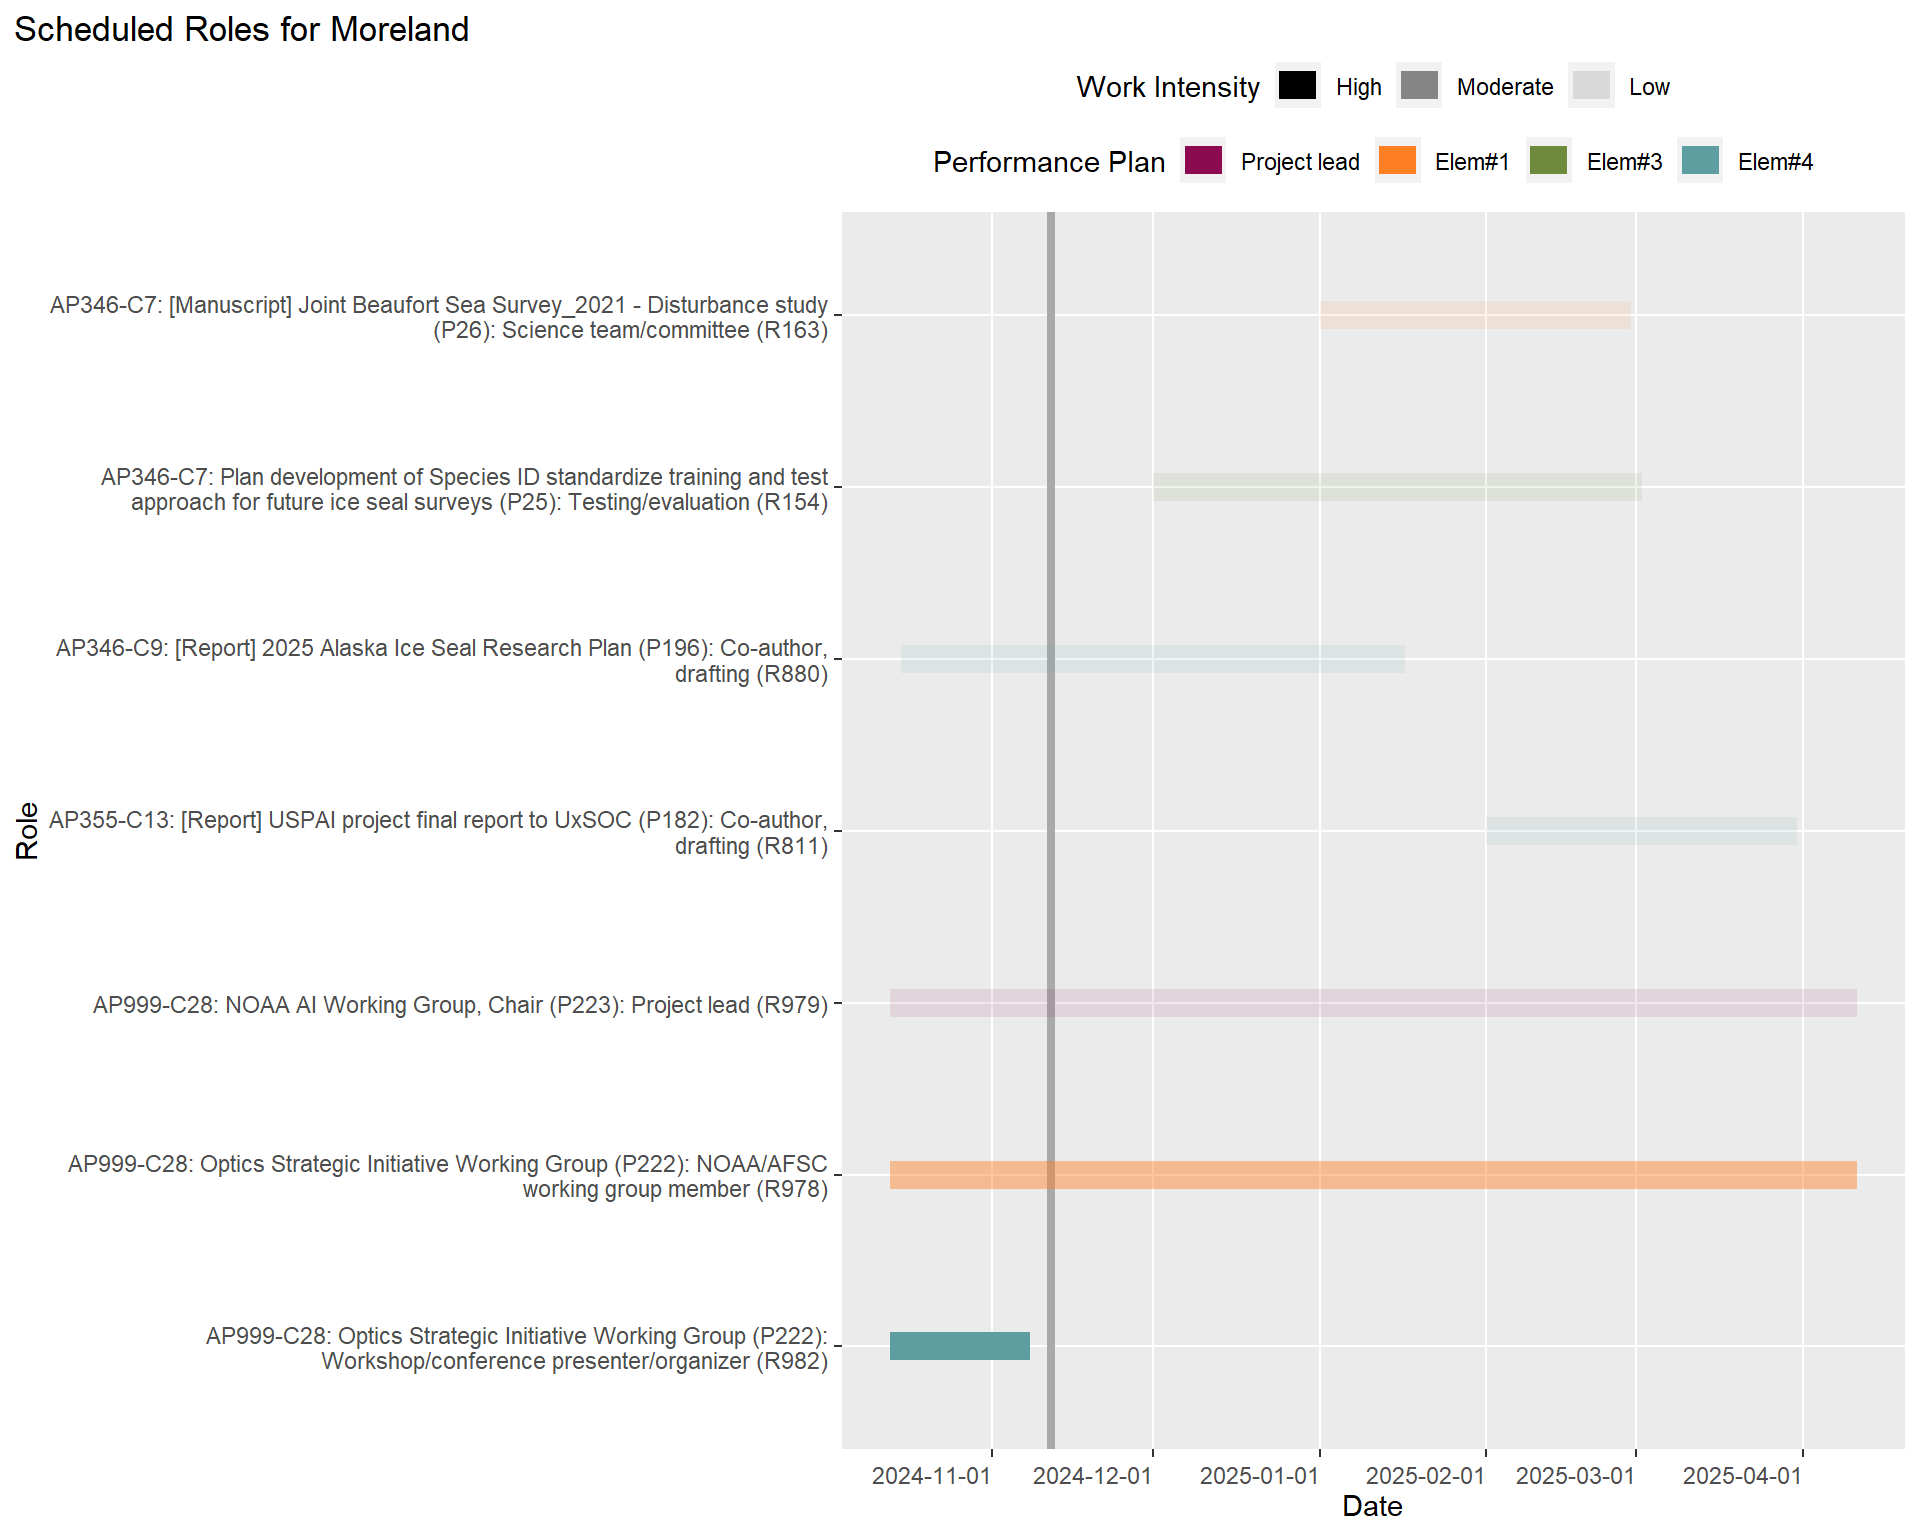 Scheduled Roles for Moreland
Work Intensity High Moderate Low
Performance Plan Project lead Elem#1 Elem#3 Elem#4
AP346-C7: [Manuscript] Joint Beaufort Sea Survey_2021 - Disturbance study
(P26): Science team/committee (R163)
AP346-C7: Plan development of Species ID standardize training and test
approach for future ice seal surveys (P25): Testing/evaluation (R154)
AP346-C9: [Report] 2025 Alaska Ice Seal Research Plan (P196): Co-author,
drafting (R880)
Role
AP355-C13: [Report] USPAI project final report to UxSOC (P182): Co-author,
drafting (R811)
AP999-C28: NOAA AI Working Group, Chair (P223): Project lead (R979)
AP999-C28: Optics Strategic Initiative Working Group (P222): NOAA/AFSC
working group member (R978)
AP999-C28: Optics Strategic Initiative Working Group (P222):
Workshop/conference presenter/organizer (R982)
2024-11-01 2024-12-01 2025-01-01 2025-02-01 2025-03-01 2025-04-01
Date